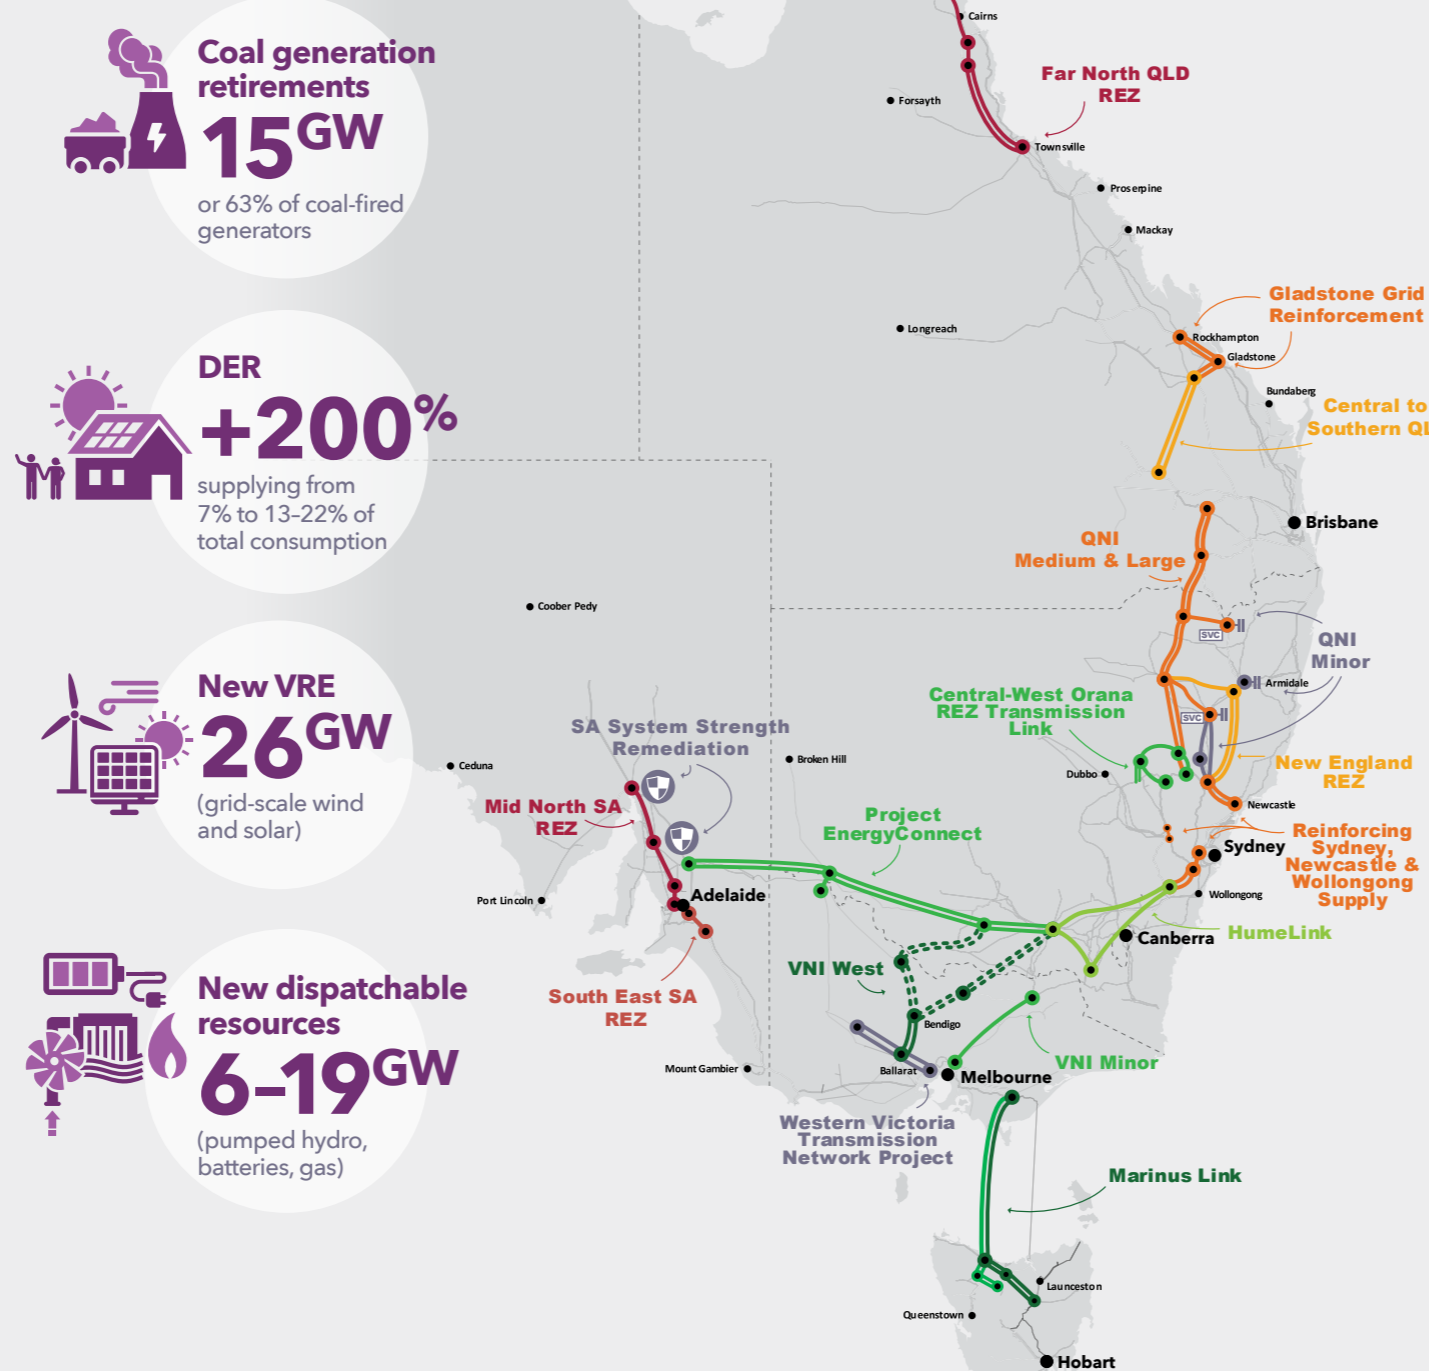 Coal generation
retirements
15GW
or 63% of coal-fired
generators
DER
+200%
supplying from
7% to 13–22% of
total consumption
New VRE
26GW
(grid-scale wind
and solar)
New dispatchable
resources
6–19GW
(pumped hydro,
batteries, gas)
Cairns
Far North QLD
REZ
Forsayth
Townsville
Proserpine
Mackay
Gladstone Grid
Reinforcement
Longreach
Rockhampton
Gladstone
Bundaberg
Central to
Southern QL
Brisbane
QNI
Medium & Large
Coober Pedy
SVC
QNI
Minor
Armidale
Central-West Orana
REZ Transmission
Link
SVC
SA System Strength
Remediation
Broken Hill
Ceduna
Dubbo
New England
REZ
Mid North SA
REZ
Newcastle
Project
EnergyConnect
Reinforcing
Sydney,
Newcastle &
Wollongong
Supply
Sydney
Port Lincoln
Adelaide
Wollongong
Canberra
HumeLink
VNI West
South East SA
REZ
Bendigo
Mount Gambier
Ballarat
Melbourne
VNI Minor
Western Victoria
Transmission
Network Project
Marinus Link
Launceston
Queenstown
Hobart